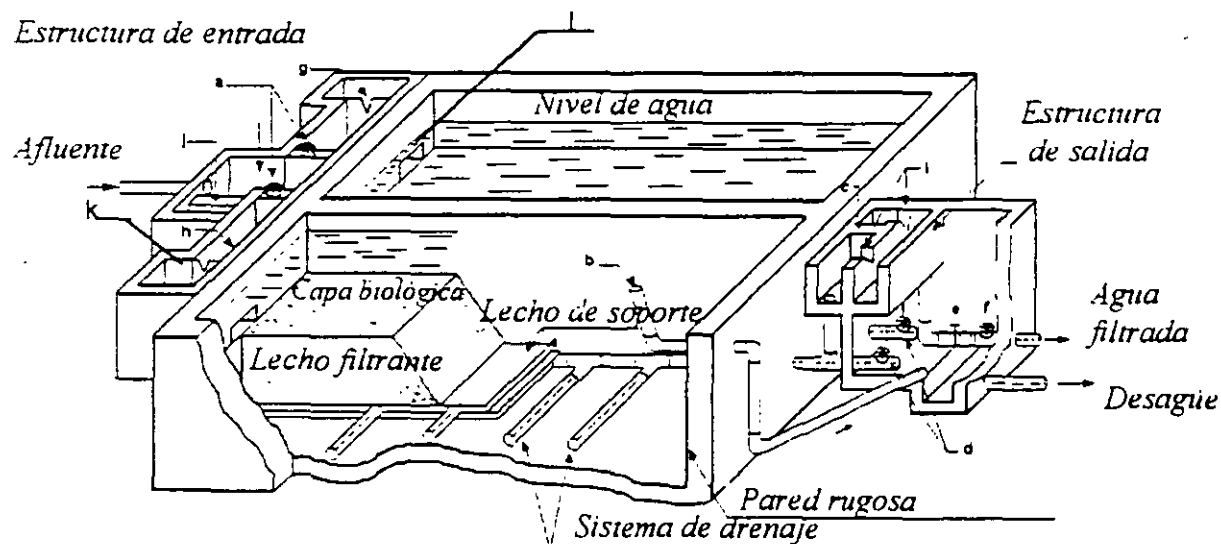 Estructura de entrada
g
a
Nivel de agua
Estructura
de salida
Afluente
j
c
k
h
b
Capa biológica
Lecho de soporte
e
f
Agua
filtrada
Lecho filtrante
Desagüe
d
Pared rugosa
Sistema de drenaje